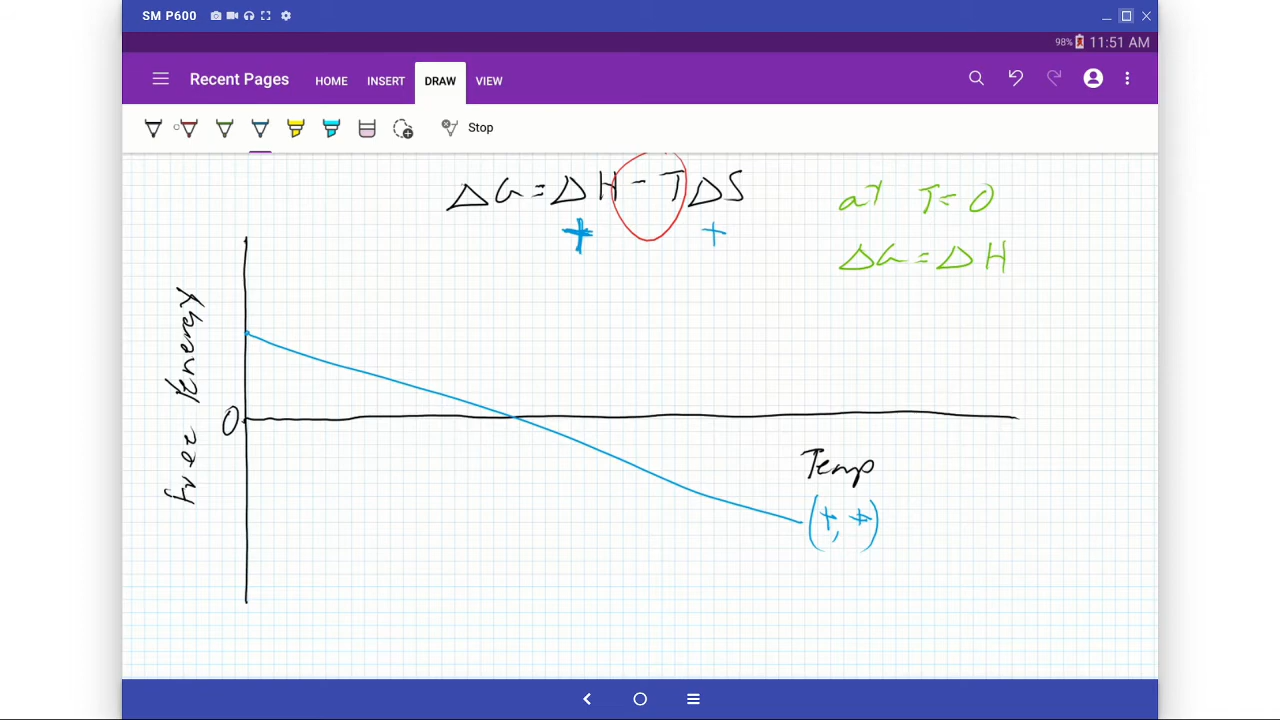 SM P600
98% 11:51 AM
Recent Pages HOME INSERT DRAW VIEW
Stop
ΔG = ΔH - TΔS
+ +
at T = 0
ΔG = ΔH
free Energy
0
Temp
(+, +)